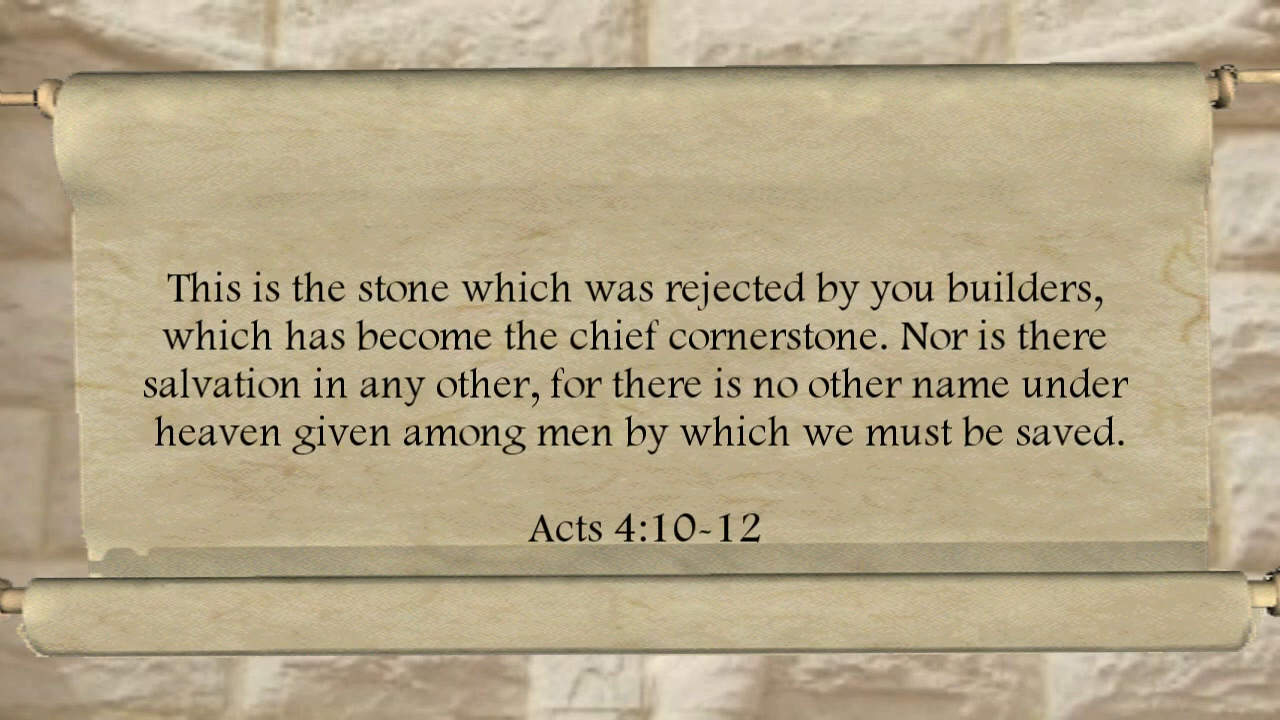 This is the stone which was rejected by you builders,
which has become the chief cornerstone. Nor is there
salvation in any other, for there is no other name under
heaven given among men by which we must be saved.
Acts 4:10-12